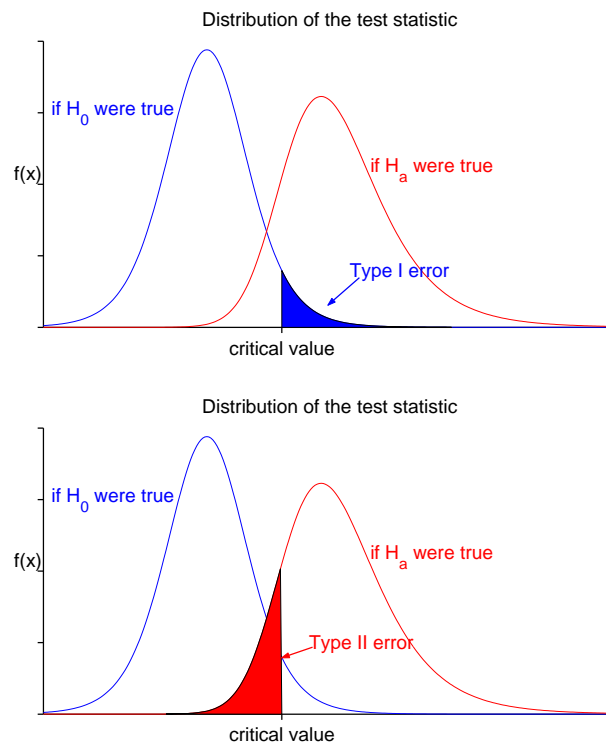 Distribution of the test statistic
if H₀ were true
if Hₐ were true
f(x)
Type I error
critical value
Distribution of the test statistic
if H₀ were true
if Hₐ were true
f(x)
Type II error
critical value